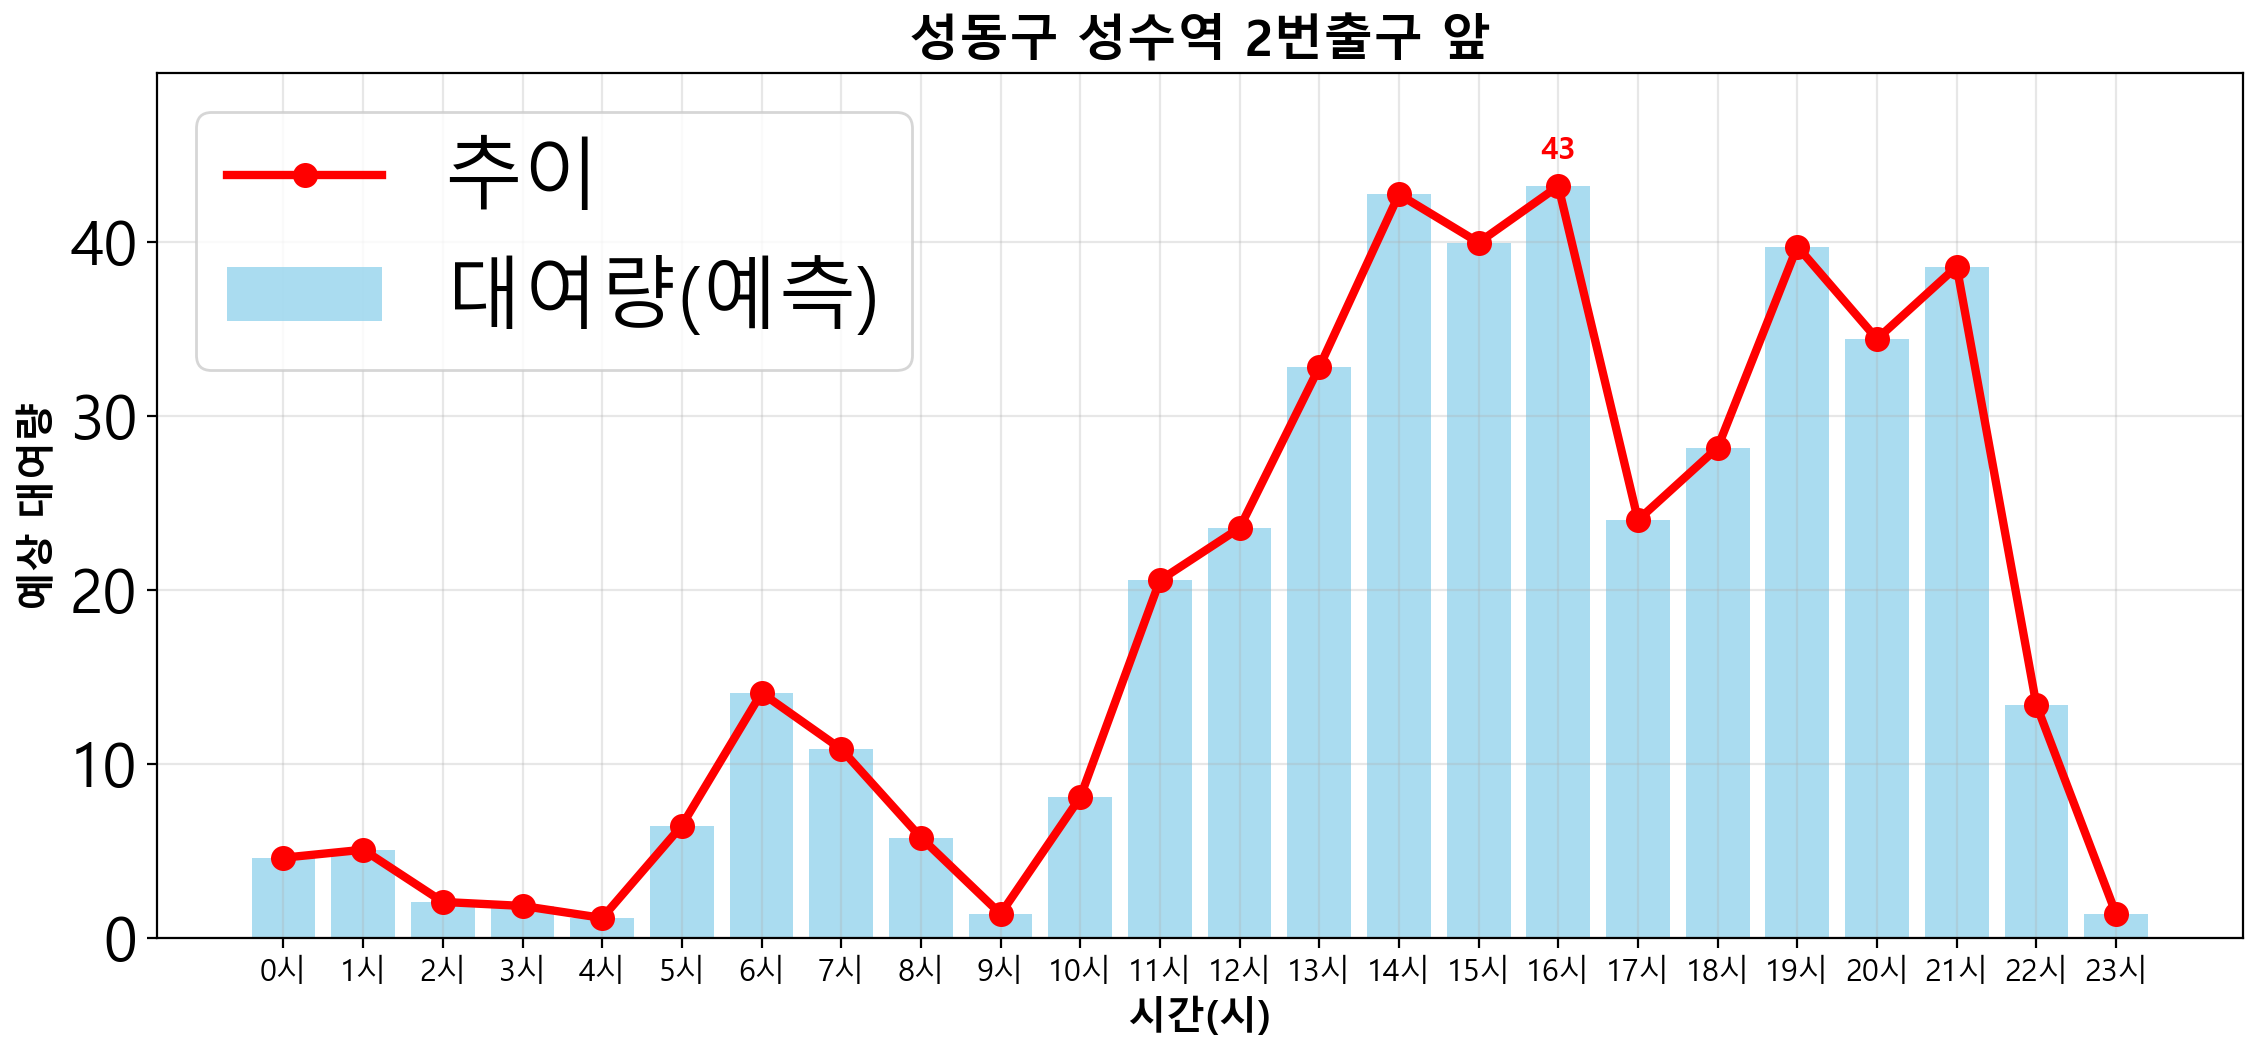 성동구 성수역 2번출구 앞
추이
대여량(예측)
43
예상 대여량
40
30
20
10
0
0시 1시 2시 3시 4시 5시 6시 7시 8시 9시 10시 11시 12시 13시 14시 15시 16시 17시 18시 19시 20시 21시 22시 23시
시간(시)